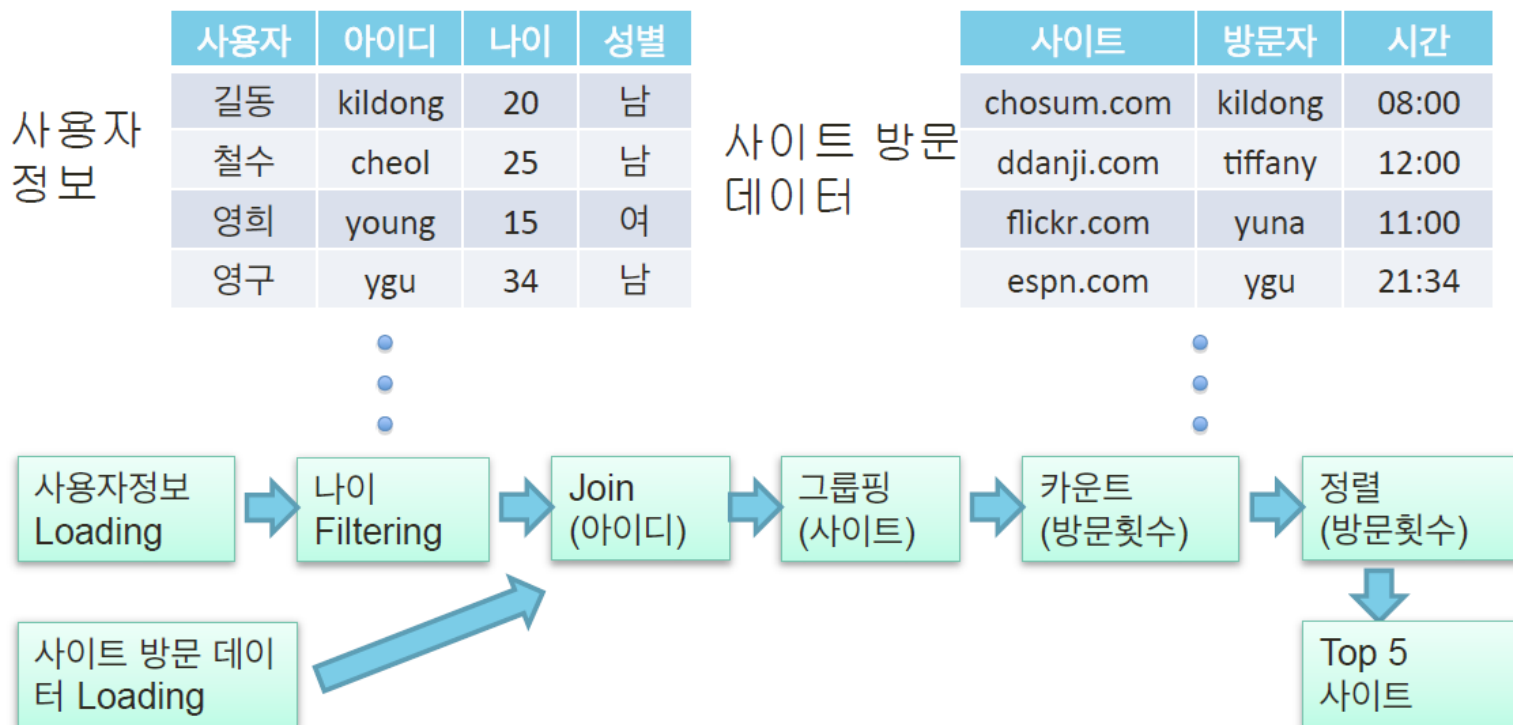 사용자 아이디 나이 성별
길동 kildong 20 남
철수 cheol 25 남
영희 young 15 여
영구 ygu 34 남
사용자
정보
사이트 방문자 시간
chosum.com kildong 08:00
ddanji.com tiffany 12:00
flickr.com yuna 11:00
espn.com ygu 21:34
사이트 방문
데이터
사용자정보
Loading
나이
Filtering
Join
(아이디)
그룹핑
(사이트)
카운트
(방문횟수)
정렬
(방문횟수)
사이트 방문 데이
터 Loading
Top 5
사이트